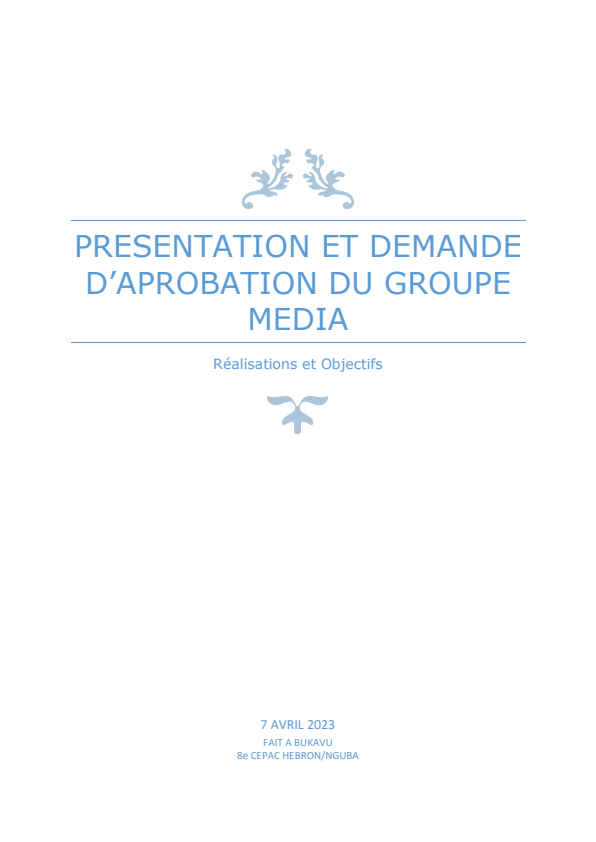 PRESENTATION ET DEMANDE
D’APROBATION DU GROUPE
MEDIA
Réalisations et Objectifs
7 AVRIL 2023
FAIT A BUKAVU
8e CEPAC HEBRON/NGUBA